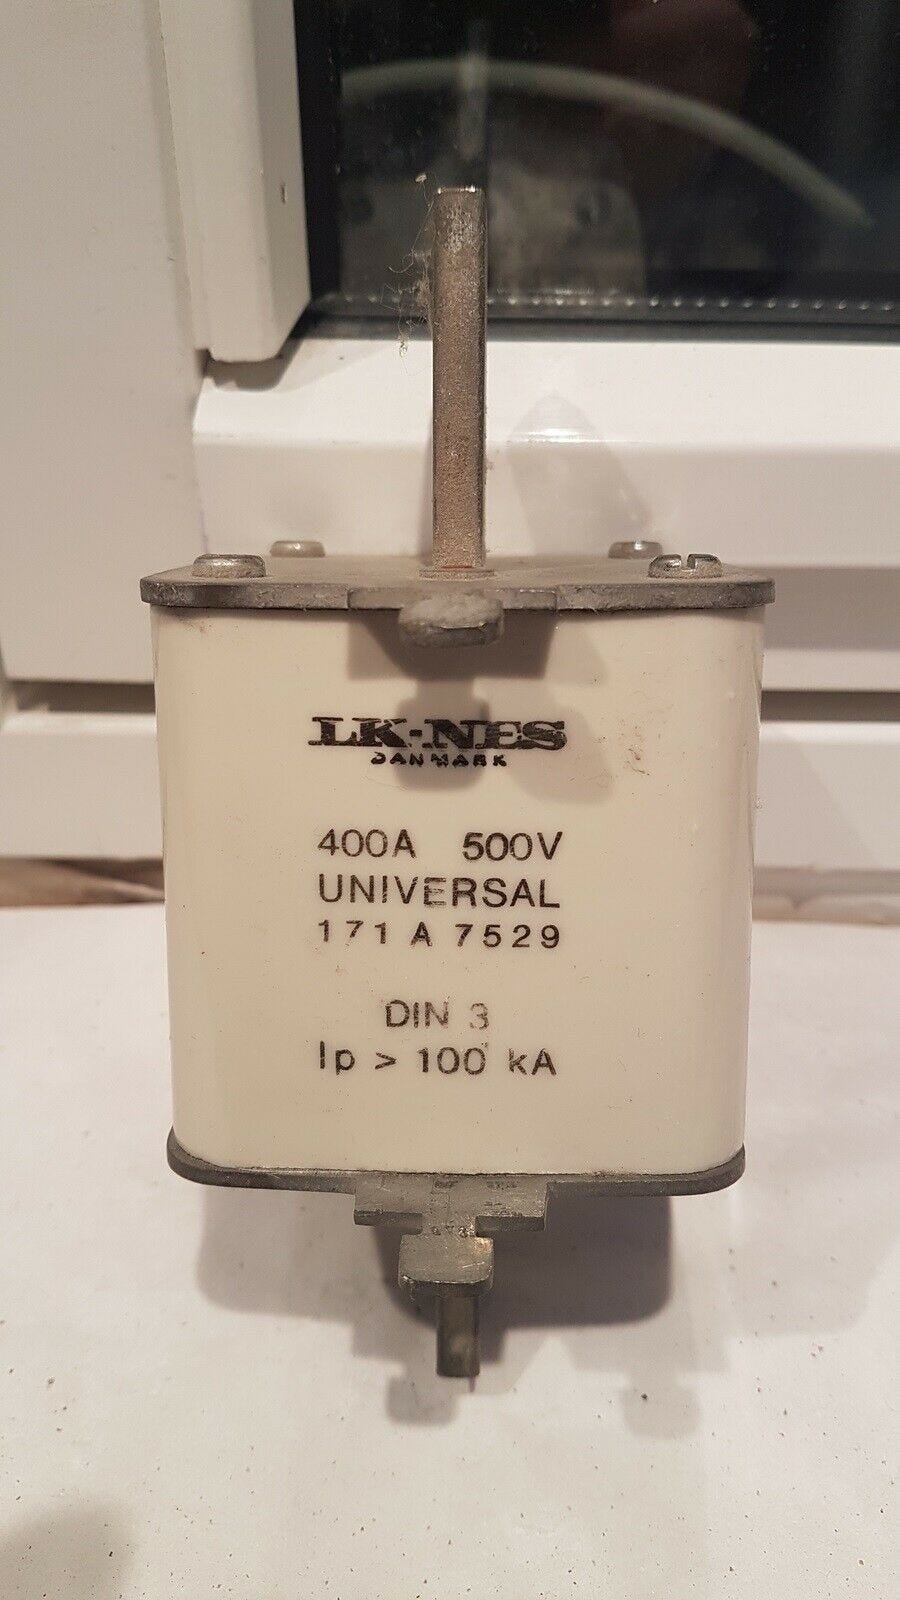 LK-NES
DANMARK
400A 500V
UNIVERSAL
171 A 7529
DIN 3
Ip > 100 kA